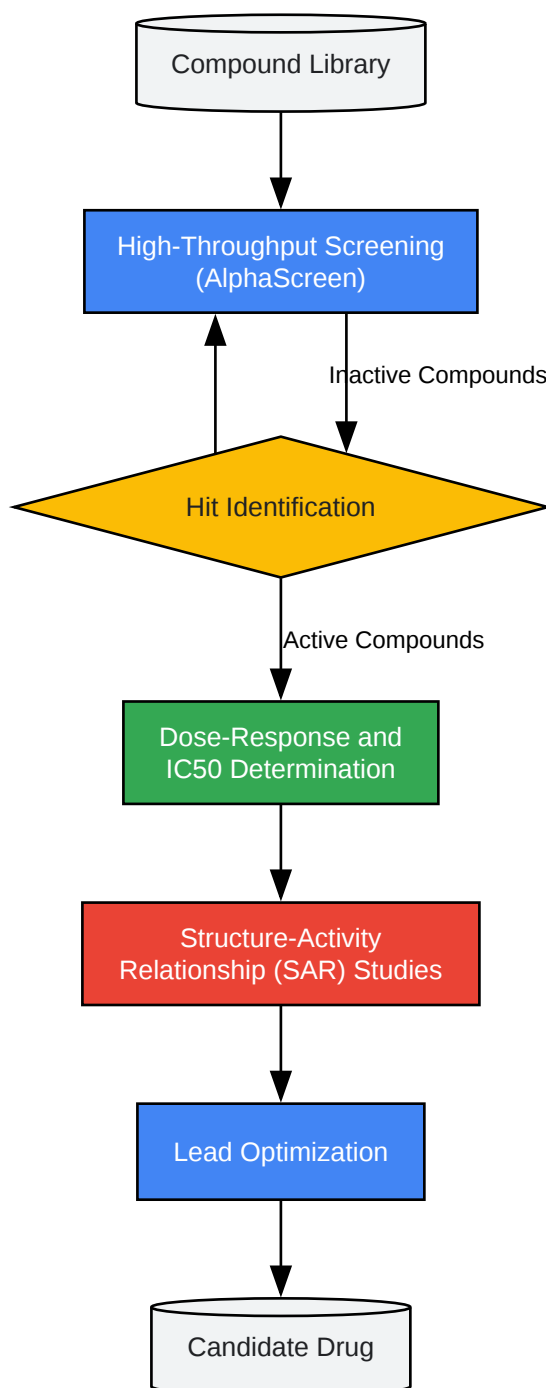 Compound Library
High-Throughput Screening
(AlphaScreen)
Inactive Compounds
Hit Identification
Active Compounds
Dose-Response and
IC50 Determination
Structure-Activity
Relationship (SAR) Studies
Lead Optimization
Candidate Drug